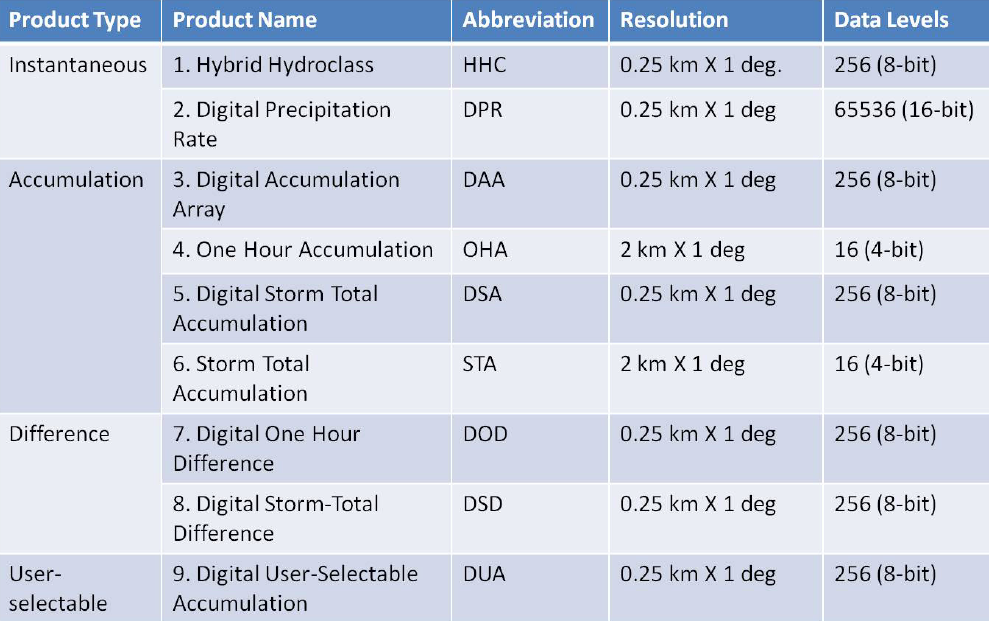 Product Type Product Name Abbreviation Resolution Data Levels
Instantaneous 1. Hybrid Hydroclass HHC 0.25 km X 1 deg. 256 (8-bit)
2. Digital Precipitation DPR 0.25 km X 1 deg 65536 (16-bit)
Rate
Accumulation 3. Digital Accumulation DAA 0.25 km X 1 deg 256 (8-bit)
Array
4. One Hour Accumulation OHA 2 km X 1 deg 16 (4-bit)
5. Digital Storm Total DSA 0.25 km X 1 deg 256 (8-bit)
Accumulation
6. Storm Total STA 2 km X 1 deg 16 (4-bit)
Accumulation
Difference 7. Digital One Hour DOD 0.25 km X 1 deg 256 (8-bit)
Difference
8. Digital Storm-Total DSD 0.25 km X 1 deg 256 (8-bit)
Difference
User- 9. Digital User-Selectable DUA 0.25 km X 1 deg 256 (8-bit)
selectable Accumulation